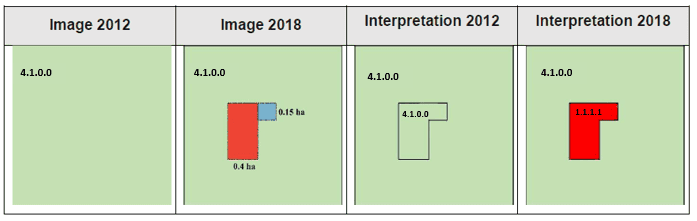 Image 2012 Image 2018 Interpretation 2012 Interpretation 2018
4.1.0.0 4.1.0.0 4.1.0.0 4.1.0.0
0.15 ha 4.1.0.0 1.1.1.1
0.4 ha